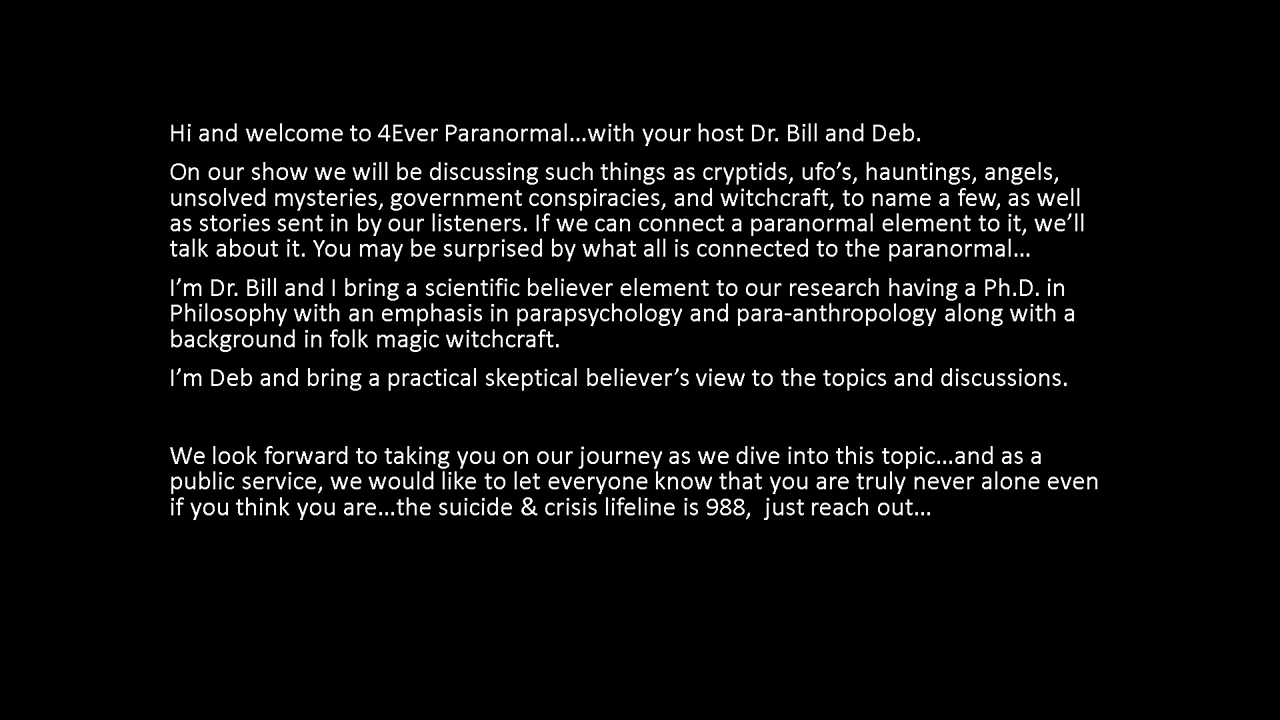 Hi and welcome to 4Ever Paranormal...with your host Dr. Bill and Deb.
On our show we will be discussing such things as cryptids, ufo’s, hauntings, angels,
unsolved mysteries, government conspiracies, and witchcraft, to name a few, as well
as stories sent in by our listeners. If we can connect a paranormal element to it, we’ll
talk about it. You may be surprised by what all is connected to the paranormal...
I’m Dr. Bill and I bring a scientific believer element to our research having a Ph.D. in
Philosophy with an emphasis in parapsychology and para-anthropology along with a
background in folk magic witchcraft.
I’m Deb and bring a practical skeptical believer’s view to the topics and discussions.
We look forward to taking you on our journey as we dive into this topic...and as a
public service, we would like to let everyone know that you are truly never alone even
if you think you are...the suicide & crisis lifeline is 988,  just reach out...